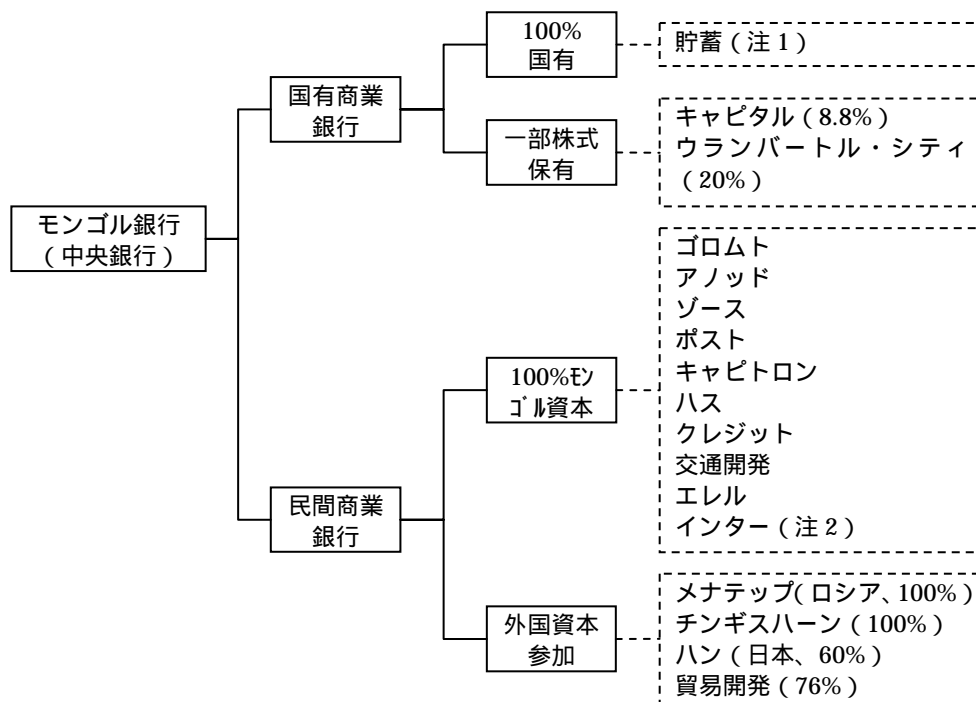 モンゴル銀行
（中央銀行）
国有商業
銀行
100%
国有
貯蓄（注１）
一部株式
保有
キャピタル（8.8%）
ウランバートル・シティ
（20%）
民間商業
銀行
100%ﾓﾝ
ｺﾞﾙ資本
ゴロムト
アノッド
ゾース
ポスト
キャピトロン
ハス
クレジット
交通開発
エレル
インター（注２）
外国資本
参加
メナテップ（ロシア、100%）
チンギスハーン（100%）
ハン（日本、60%）
貿易開発（76%）